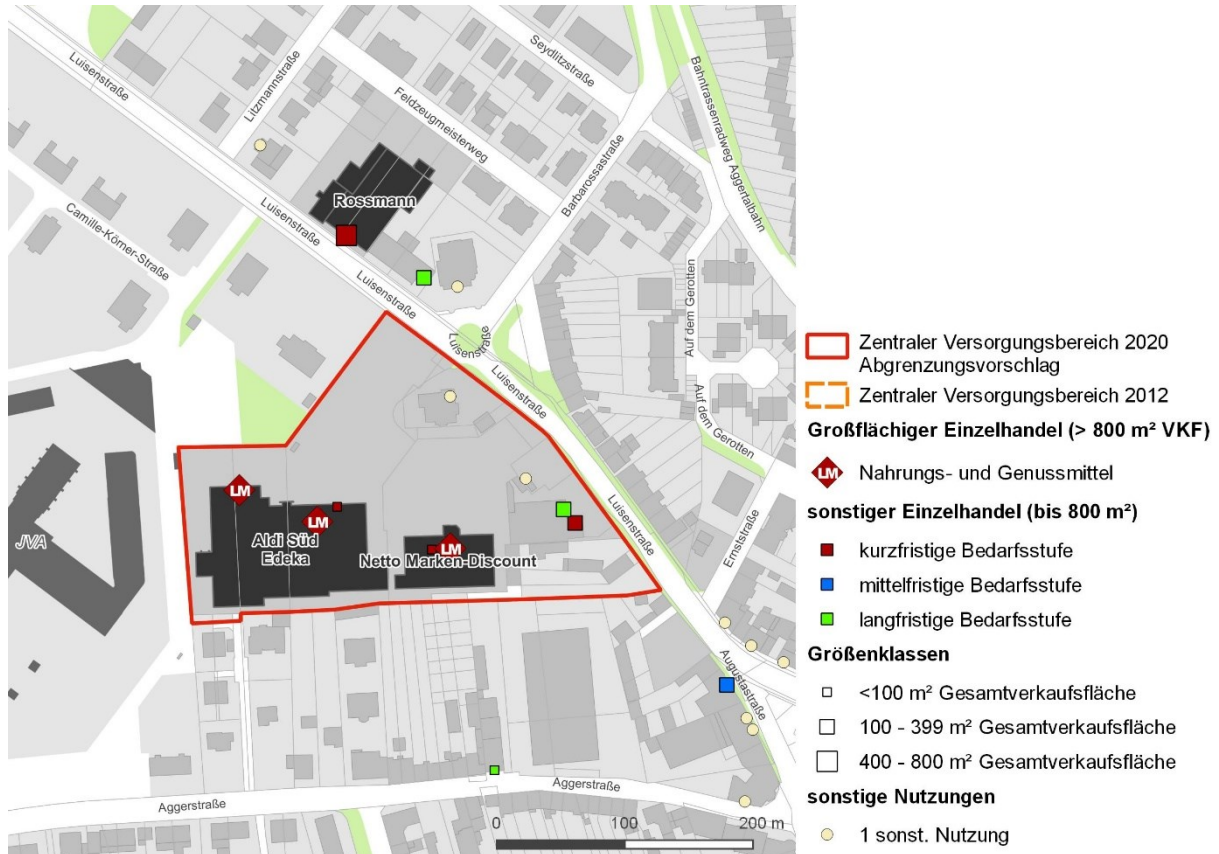 Luisenstraße
Litzmannstraße
Seydlitzstraße
Feldzeugmeisterweg
Bahntrassenradweg Aggertalbahn
Barbarossastraße
Rossmann
Luisenstraße
Camille-Körner-Straße
Luisenstraße
Luisenstraße
Auf dem Gerotten
Luisenstraße
Auf dem Gerotten
LM
LM
Aldi Süd
Edeka
LM
Netto Marken-Discount
JVA
Luisenstraße
Ernststraße
Augustastraße
Aggerstraße
Aggerstraße
0 100 200 m
Zentraler Versorgungsbereich 2020
Abgrenzungsvorschlag
Zentraler Versorgungsbereich 2012
Großflächiger Einzelhandel (> 800 m² VKF)
LM Nahrungs- und Genussmittel
sonstiger Einzelhandel (bis 800 m²)
kurzfristige Bedarfsstufe
mittelfristige Bedarfsstufe
langfristige Bedarfsstufe
Größenklassen
<100 m² Gesamtverkaufsfläche
100 - 399 m² Gesamtverkaufsfläche
400 - 800 m² Gesamtverkaufsfläche
sonstige Nutzungen
1 sonst. Nutzung